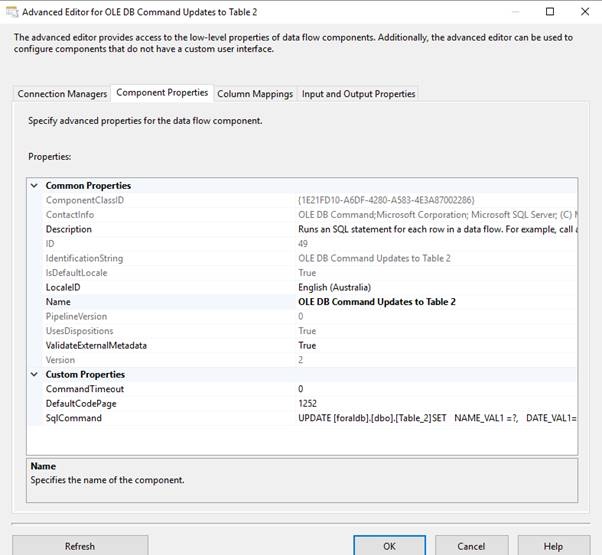 Advanced Editor for OLE DB Command Updates to Table 2
The advanced editor provides access to the low-level properties of data flow components. Additionally, the advanced editor can be used to
configure components that do not have a custom user interface.
Connection Managers Component Properties Column Mappings Input and Output Properties
Specify advanced properties for the data flow component.
Properties:
Common Properties
ComponentClassID {1E21FD10-A6DF-4280-A583-4E3A87002286}
ContactInfo OLE DB Command;Microsoft Corporation; Microsoft SQL Server; (C)
Description Runs an SQL statement for each row in a data flow. For example, call
ID 49
IdentificationString OLE DB Command Updates to Table 2
IsDefaultLocale True
LocaleID English (Australia)
Name OLE DB Command Updates to Table 2
PipelineVersion 0
UsesDispositions True
ValidateExternalMetadata True
Version 2
Custom Properties
CommandTimeout 0
DefaultCodePage 1252
SqlCommand UPDATE [foraldb].[dbo].[Table_2]SET NAME_VAL1 =?, DATE_VAL1=
Name
Specifies the name of the component.
Refresh OK Cancel Help